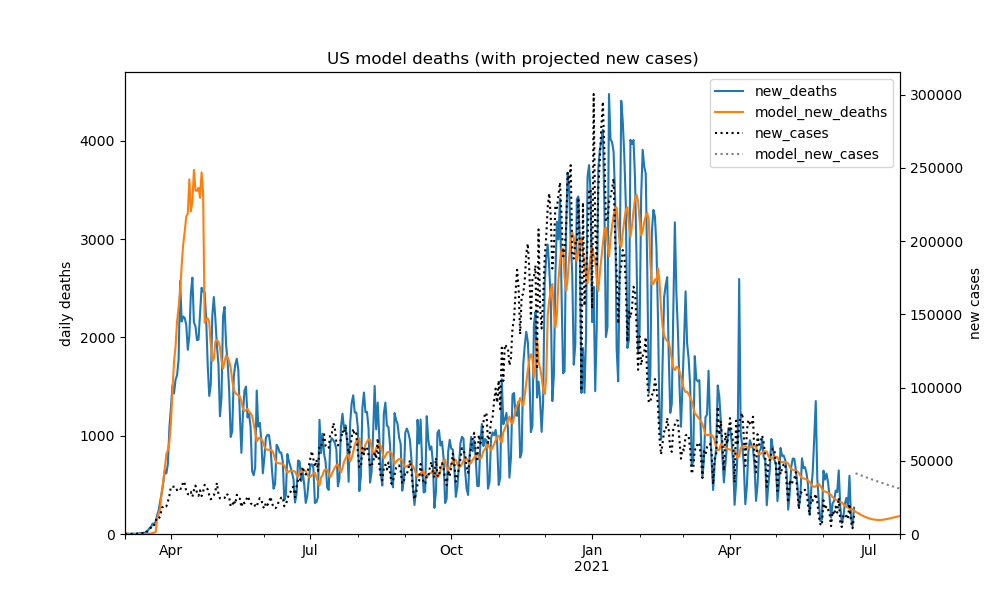 US model deaths (with projected new cases)
new_deaths
model_new_deaths
new_cases
model_new_cases
daily deaths
4000
3000
2000
1000
0
new cases
300000
250000
200000
150000
100000
50000
0
Apr
Jul
Oct
Jan
2021
Apr
Jul